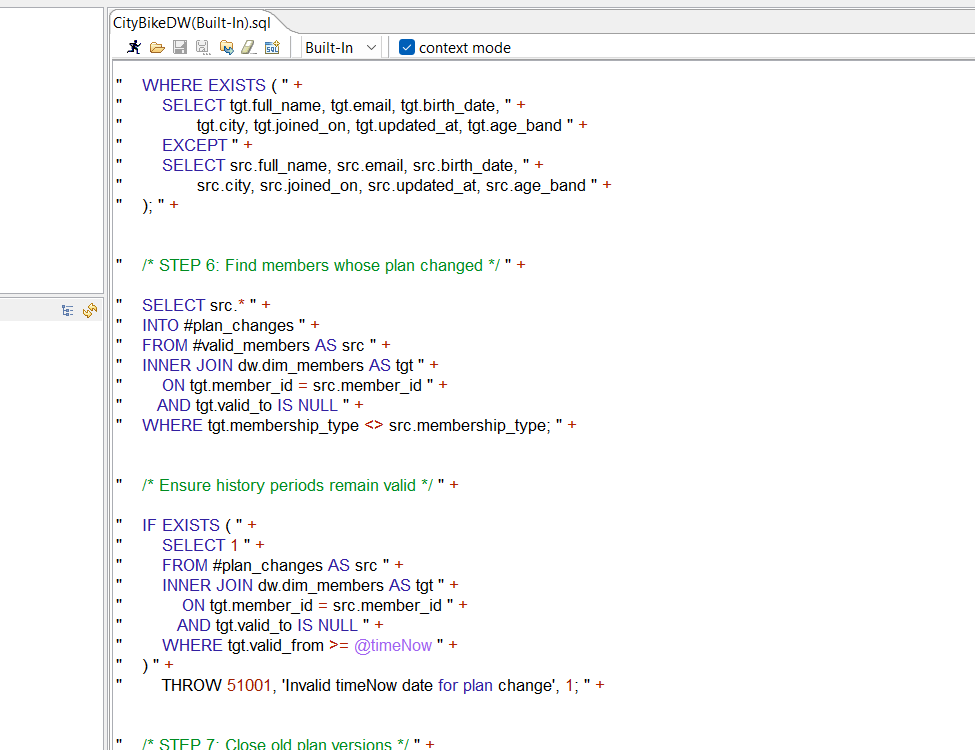 CityBikeDW(Built-In).sql
Built-In context mode
" WHERE EXISTS ( " +
" SELECT tgt.full_name, tgt.email, tgt.birth_date, " +
" tgt.city, tgt.joined_on, tgt.updated_at, tgt.age_band " +
" EXCEPT " +
" SELECT src.full_name, src.email, src.birth_date, " +
" src.city, src.joined_on, src.updated_at, src.age_band " +
" ); " +
" /* STEP 6: Find members whose plan changed */ " +
" SELECT src.* " +
" INTO #plan_changes " +
" FROM #valid_members AS src " +
" INNER JOIN dw.dim_members AS tgt " +
" ON tgt.member_id = src.member_id " +
" AND tgt.valid_to IS NULL " +
" WHERE tgt.membership_type <> src.membership_type; " +
" /* Ensure history periods remain valid */ " +
" IF EXISTS ( " +
" SELECT 1 " +
" FROM #plan_changes AS src " +
" INNER JOIN dw.dim_members AS tgt " +
" ON tgt.member_id = src.member_id " +
" AND tgt.valid_to IS NULL " +
" WHERE tgt.valid_from >= @timeNow " +
" ) " +
" THROW 51001, 'Invalid timeNow date for plan change', 1; " +
" /* STEP 7: Close old plan versions */ " +